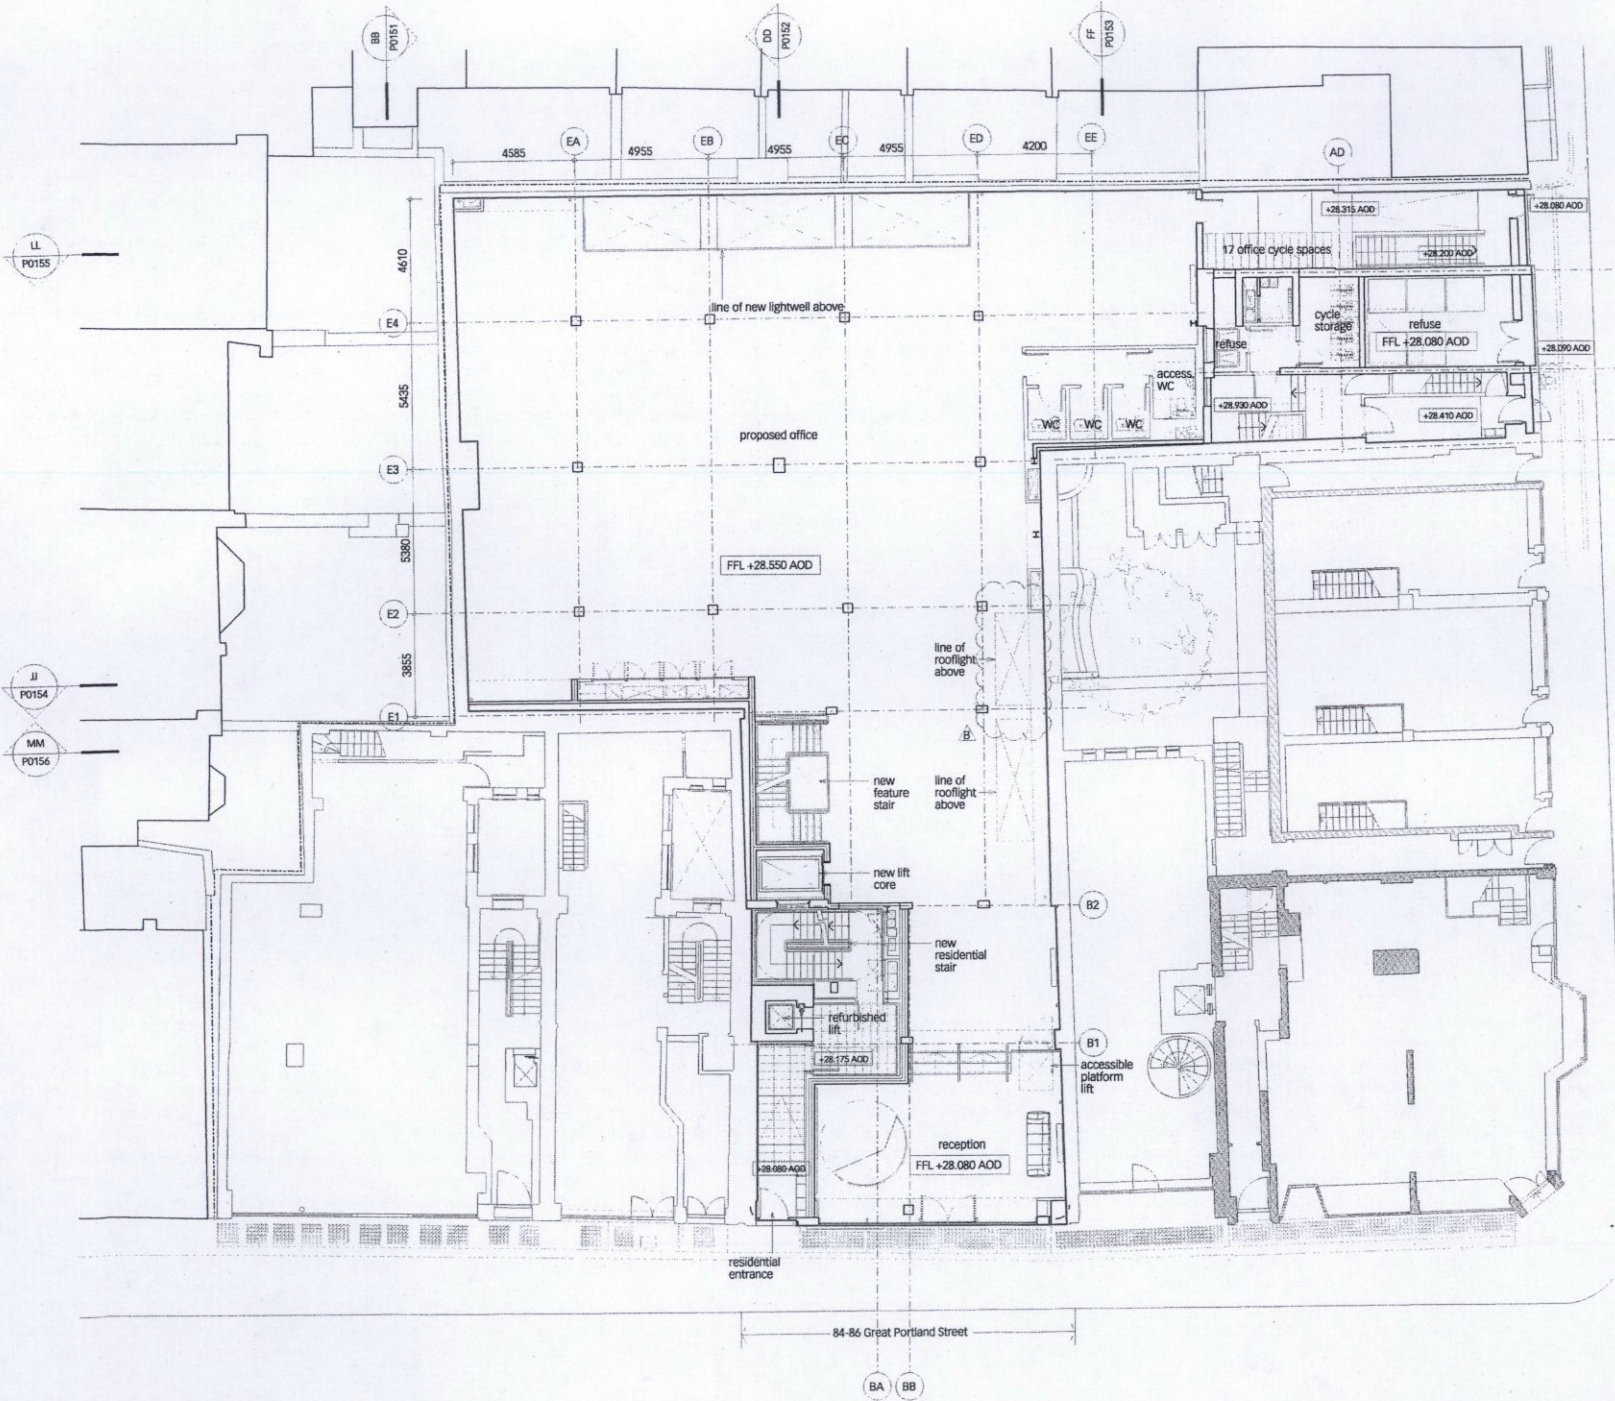 BB
P0151
DD
P0152
FF
P0153
EA
EB
EC
ED
EE
AD
4585
4955
4955
4955
4200
LL
P0155
4610
+28.315 AOD
+28.080 AOD
17 office cycle spaces
+28.200 AOD
line of new lightwell above
E4
cycle
storage
refuse
FFL +28.080 AOD
refuse
+28.090 AOD
5435
access.
WC
+28.930 AOD
+28.410 AOD
WC
WC
WC
proposed office
E3
5380
FFL +28.550 AOD
E2
3855
line of
rooflight
above
JJ
P0154
E1
MM
P0156
B
new
feature
stair
line of
rooflight
above
new lift
core
B2
new
residential
stair
refurbished
lift
B1
+28.175 AOD
accessible
platform
lift
reception
FFL +28.080 AOD
+28.080 AOD
residential
entrance
84-86 Great Portland Street
BA
BB